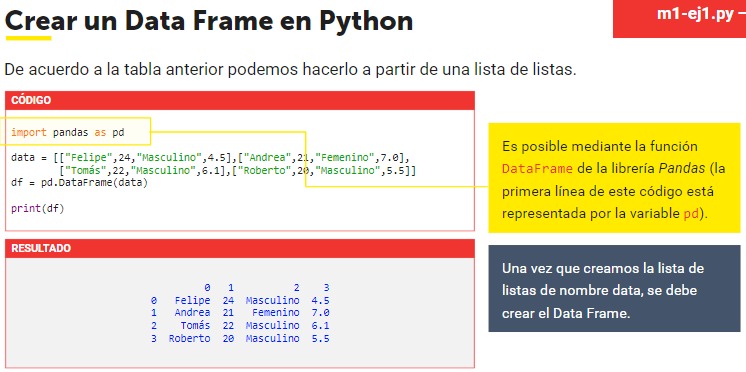 Crear un Data Frame en Python
m1-ej1.py –
De acuerdo a la tabla anterior podemos hacerlo a partir de una lista de listas.
CÓDIGO
import pandas as pd
data = [["Felipe",24,"Masculino",4.5],["Andrea",21,"Femenino",7.0],
["Tomás",22,"Masculino",6.1],["Roberto",20,"Masculino",5.5]]
df = pd.DataFrame(data)
print(df)
Es posible mediante la función
DataFrame de la librería Pandas (la
primera línea de este código está
representada por la variable pd).
RESULTADO
0 1 2 3
0 Felipe 24 Masculino 4.5
1 Andrea 21 Femenino 7.0
2 Tomás 22 Masculino 6.1
3 Roberto 20 Masculino 5.5
Una vez que creamos la lista de
listas de nombre data, se debe
crear el Data Frame.